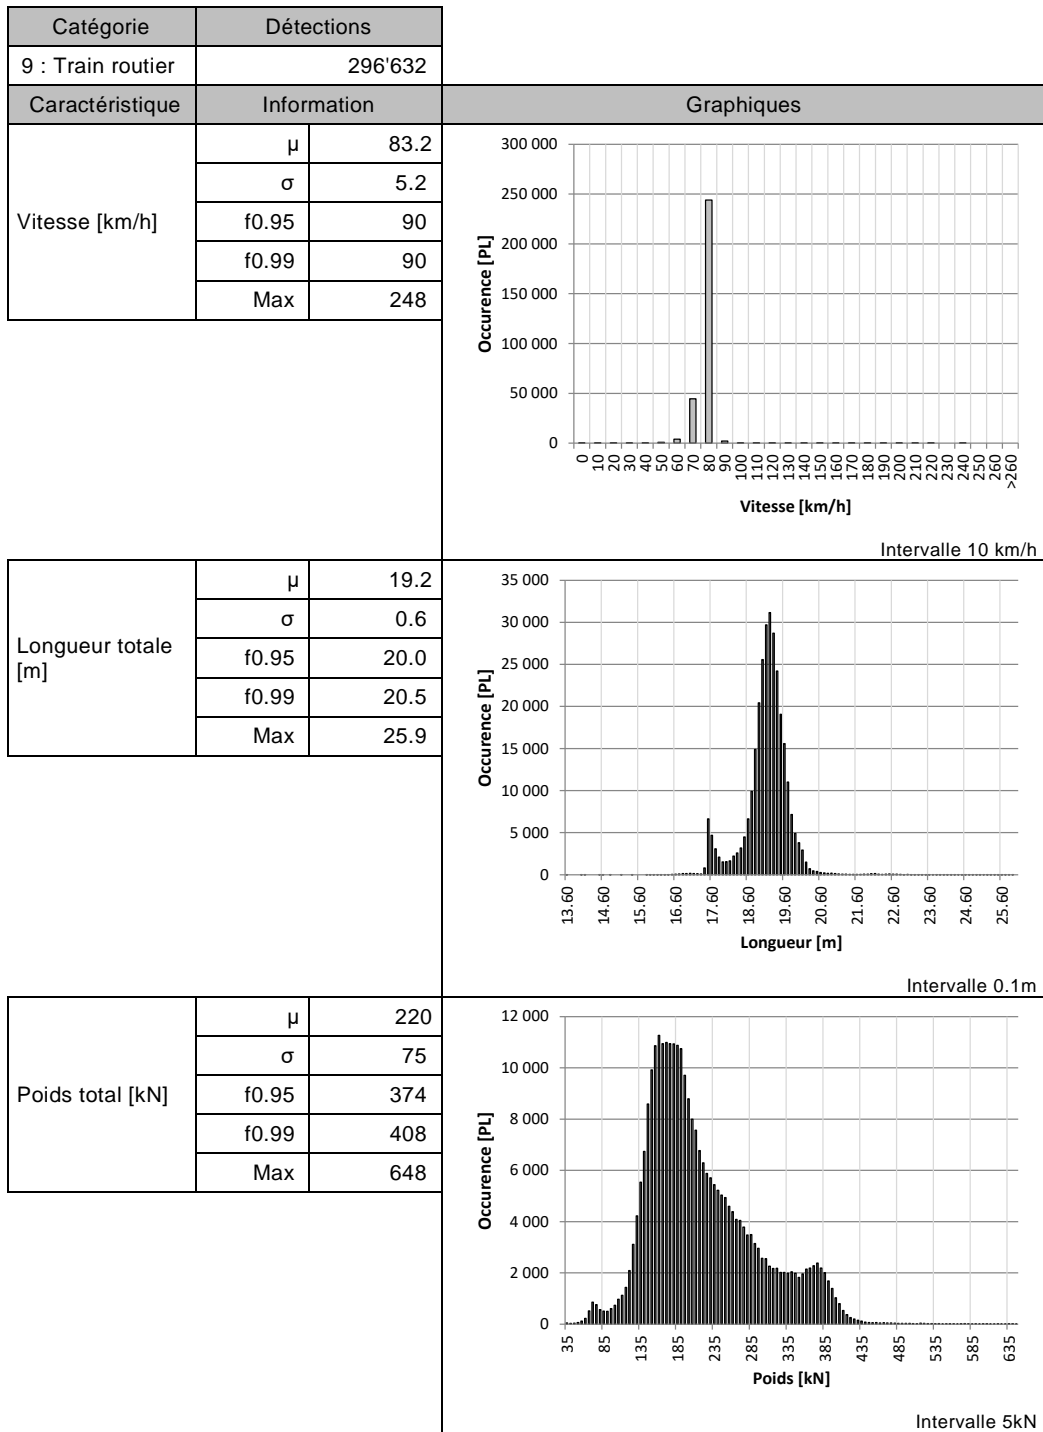 Catégorie Détections
9 : Train routier 296'632
Caractéristique Information Graphiques
Vitesse [km/h]
µ 83.2
σ 5.2
f0.95 90
f0.99 90
Max 248
300 000
250 000
200 000
150 000
100 000
50 000
0
Occurence [PL]
0 10 20 30 40 50 60 70 80 90 100 110 120 130 140 150 160 170 180 190 200 210 220 230 240 250 260 >260
Vitesse [km/h]
Intervalle 10 km/h
Longueur totale
[m]
µ 19.2
σ 0.6
f0.95 20.0
f0.99 20.5
Max 25.9
35 000
30 000
25 000
20 000
15 000
10 000
5 000
0
Occurence [PL]
13.60 14.60 15.60 16.60 17.60 18.60 19.60 20.60 21.60 22.60 23.60 24.60 25.60
Longueur [m]
Intervalle 0.1m
Poids total [kN]
µ 220
σ 75
f0.95 374
f0.99 408
Max 648
12 000
10 000
8 000
6 000
4 000
2 000
0
Occurence [PL]
35 85 135 185 235 285 335 385 435 485 535 585 635
Poids [kN]
Intervalle 5kN